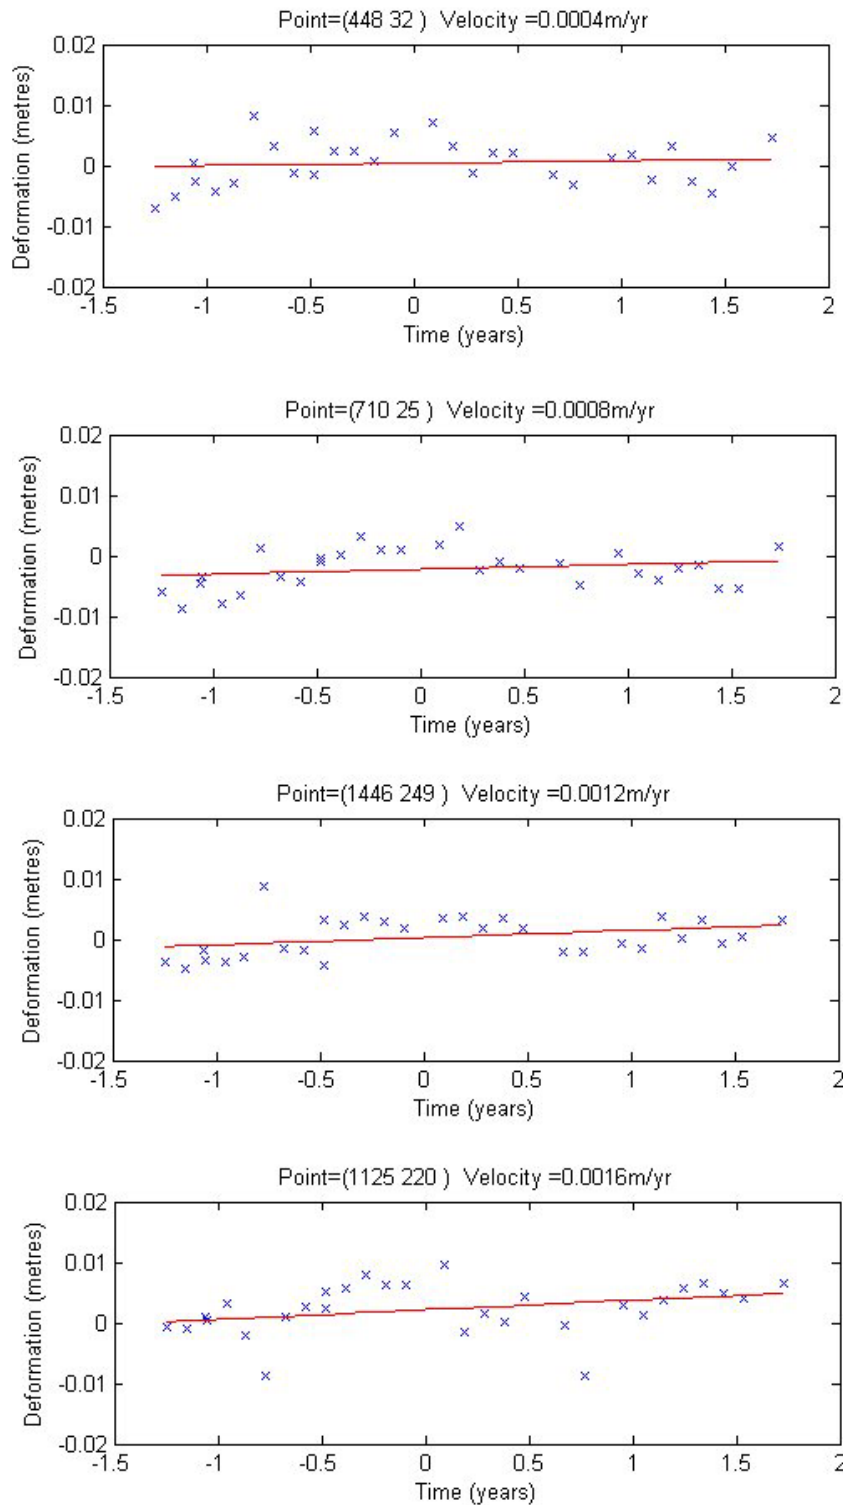 Point=(448 32 ) Velocity =0.0004m/yr
0.02
0.01
0
-0.01
-0.02
Deformation (metres)
-1.5 -1 -0.5 0 0.5 1 1.5 2
Time (years)
Point=(710 25 ) Velocity =0.0008m/yr
0.02
0.01
0
-0.01
-0.02
Deformation (metres)
-1.5 -1 -0.5 0 0.5 1 1.5 2
Time (years)
Point=(1446 249 ) Velocity =0.0012m/yr
0.02
0.01
0
-0.01
-0.02
Deformation (metres)
-1.5 -1 -0.5 0 0.5 1 1.5 2
Time (years)
Point=(1125 220 ) Velocity =0.0016m/yr
0.02
0.01
0
-0.01
-0.02
Deformation (metres)
-1.5 -1 -0.5 0 0.5 1 1.5 2
Time (years)